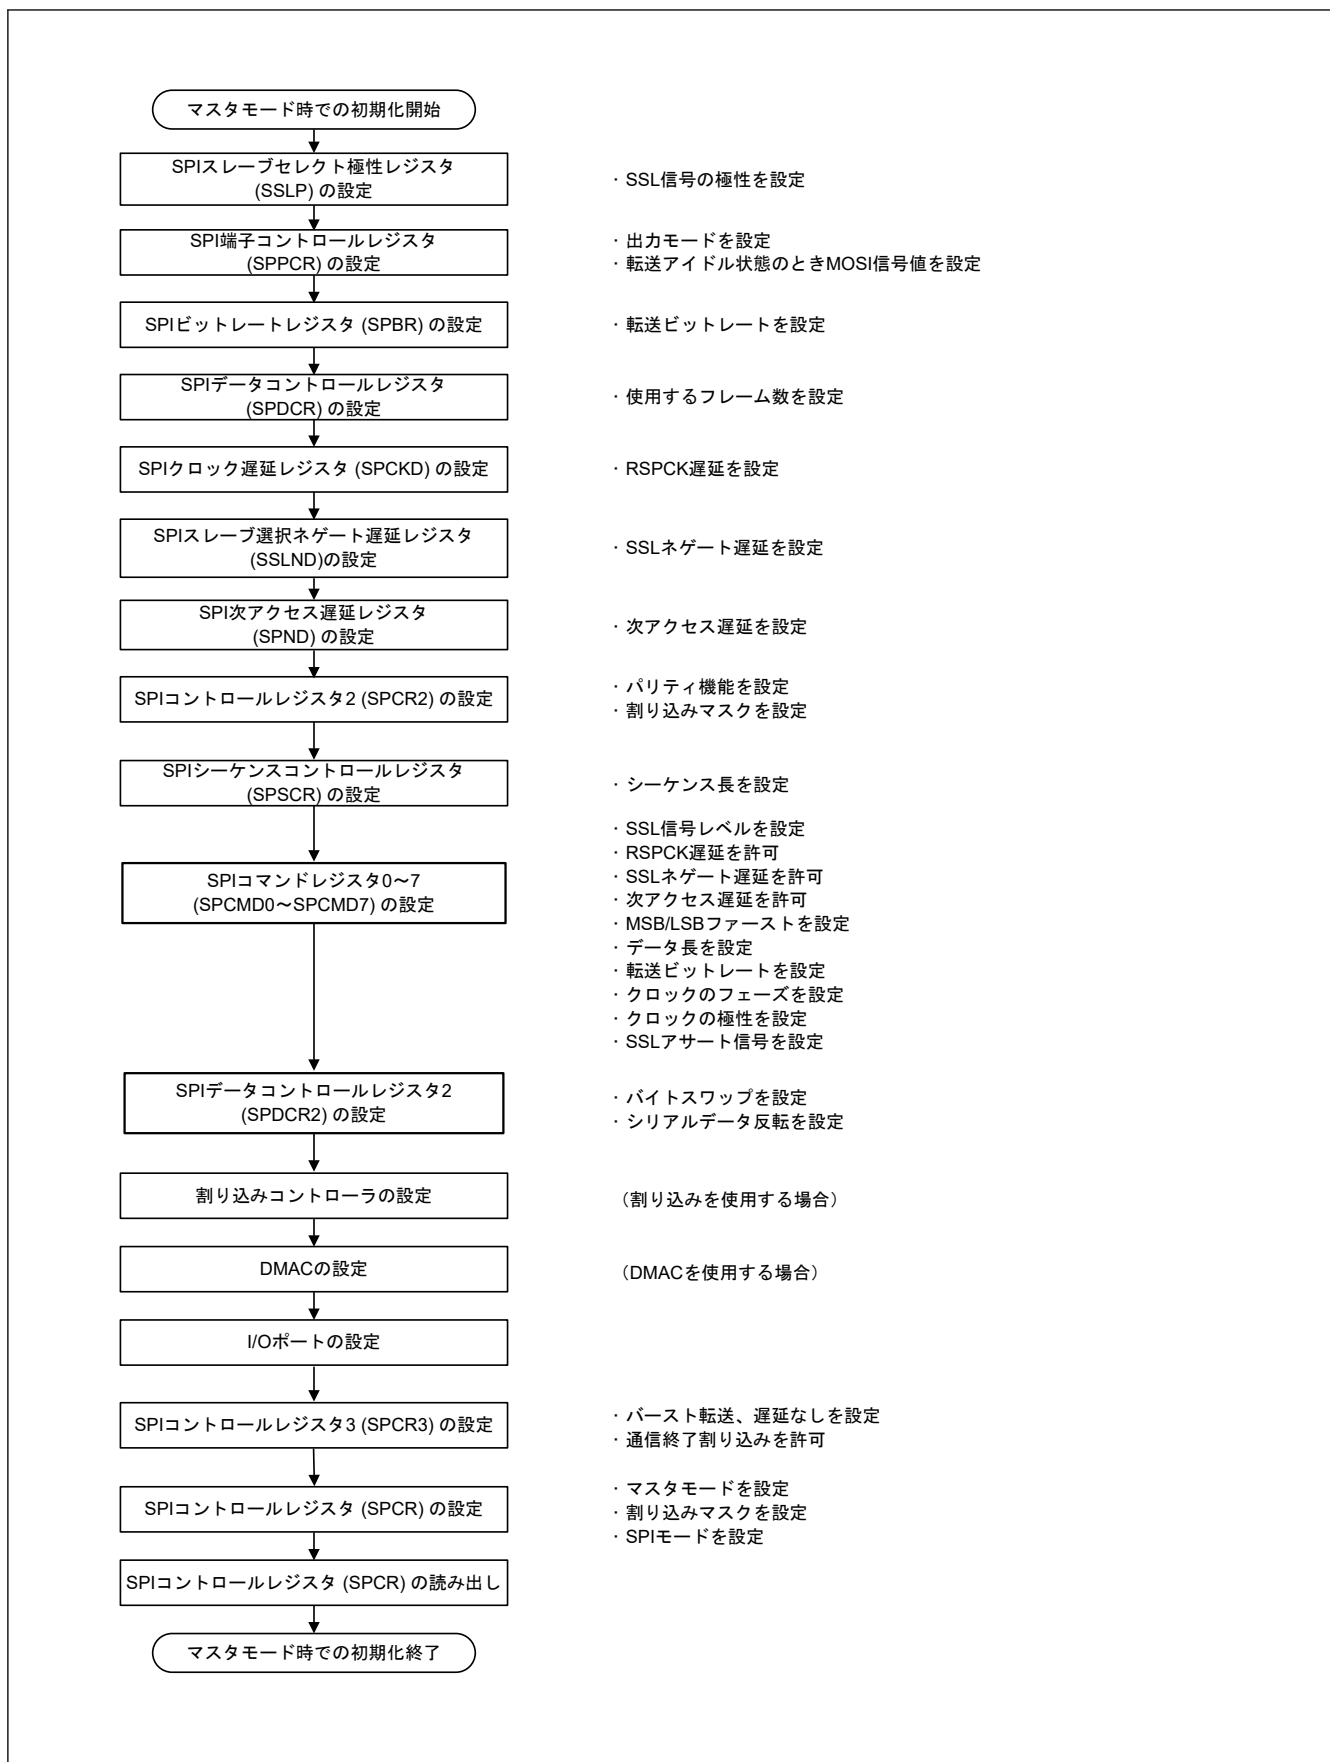 マスタモード時での初期化開始
SPIスレーブセレクト極性レジスタ
(SSLP) の設定
・SSL信号の極性を設定
SPI端子コントロールレジスタ
(SPPCR) の設定
・出力モードを設定
・転送アイドル状態のときMOSI信号値を設定
SPIビットレートレジスタ (SPBR) の設定
・転送ビットレートを設定
SPIデータコントロールレジスタ
(SPDCR) の設定
・使用するフレーム数を設定
SPIクロック遅延レジスタ (SPCKD) の設定
・RSPCK遅延を設定
SPIスレーブ選択ネゲート遅延レジスタ
(SSLND)の設定
・SSLネゲート遅延を設定
SPI次アクセス遅延レジスタ
(SPND) の設定
・次アクセス遅延を設定
SPIコントロールレジスタ2 (SPCR2) の設定
・パリティ機能を設定
・割り込みマスクを設定
SPIシーケンスコントロールレジスタ
(SPSCR) の設定
・シーケンス長を設定
SPIコマンドレジスタ0～7
(SPCMD0～SPCMD7) の設定
・SSL信号レベルを設定
・RSPCK遅延を許可
・SSLネゲート遅延を許可
・次アクセス遅延を許可
・MSB/LSBファーストを設定
・データ長を設定
・転送ビットレートを設定
・クロックのフェーズを設定
・クロックの極性を設定
・SSLアサート信号を設定
SPIデータコントロールレジスタ2
(SPDCR2) の設定
・バイトスワップを設定
・シリアルデータ反転を設定
割り込みコントローラの設定
（割り込みを使用する場合）
DMACの設定
（DMACを使用する場合）
I/Oポートの設定
SPIコントロールレジスタ3 (SPCR3) の設定
・バースト転送、遅延なしを設定
・通信終了割り込みを許可
SPIコントロールレジスタ (SPCR) の設定
・マスタモードを設定
・割り込みマスクを設定
・SPIモードを設定
SPIコントロールレジスタ (SPCR) の読み出し
マスタモード時での初期化終了